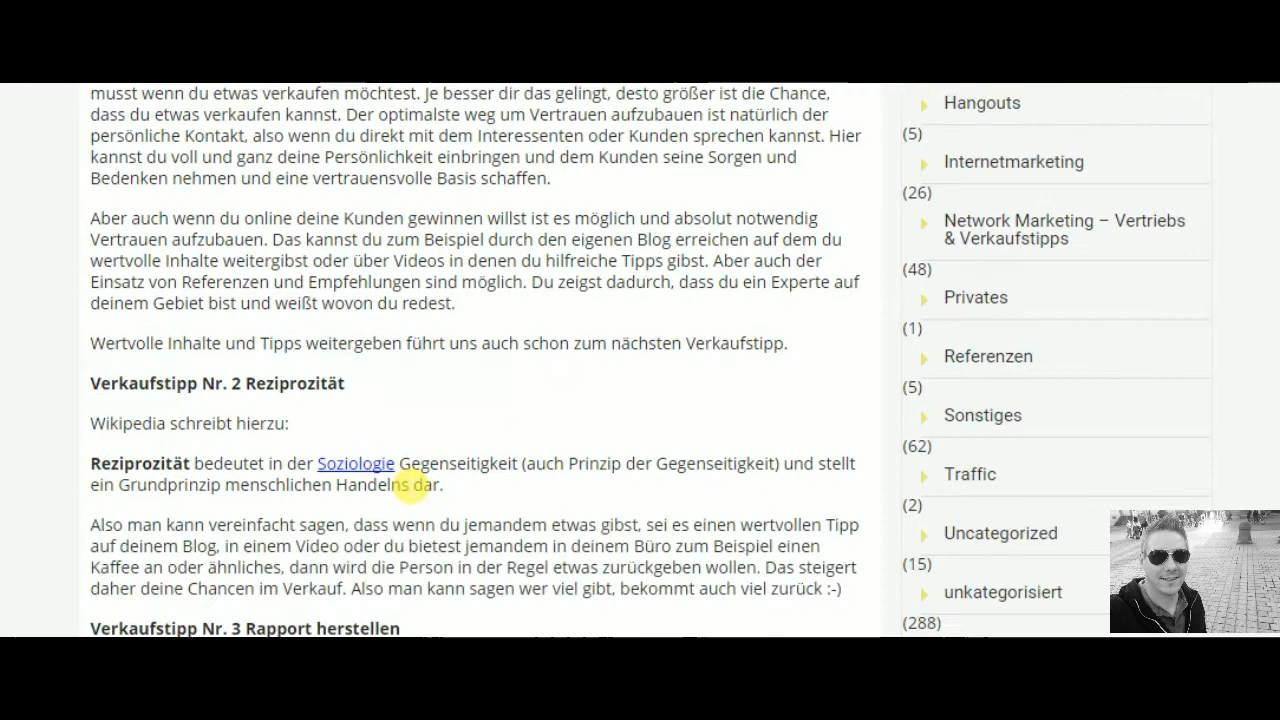 musst wenn du etwas verkaufen möchtest. Je besser dir das gelingt, desto größer ist die Chance,
dass du etwas verkaufen kannst. Der optimalste weg um Vertrauen aufzubauen ist natürlich der
persönliche Kontakt, also wenn du direkt mit dem Interessenten oder Kunden sprechen kannst. Hier
kannst du voll und ganz deine Persönlichkeit einbringen und dem Kunden seine Sorgen und
Bedenken nehmen und eine vertrauensvolle Basis schaffen.
Aber auch wenn du online deine Kunden gewinnen willst ist es möglich und absolut notwendig
Vertrauen aufzubauen. Das kannst du zum Beispiel durch den eigenen Blog erreichen auf dem du
wertvolle Inhalte weitergibst oder über Videos in denen du hilfreiche Tipps gibst. Aber auch der
Einsatz von Referenzen und Empfehlungen sind möglich. Du zeigst dadurch, dass du ein Experte auf
deinem Gebiet bist und weißt wovon du redest.
Wertvolle Inhalte und Tipps weitergeben führt uns auch schon zum nächsten Verkaufstipp.
Verkaufstipp Nr. 2 Reziprozität
Wikipedia schreibt hierzu:
Reziprozität bedeutet in der Soziologie Gegenseitigkeit (auch Prinzip der Gegenseitigkeit) und stellt
ein Grundprinzip menschlichen Handelns dar.
Also man kann vereinfacht sagen, dass wenn du jemandem etwas gibst, sei es einen wertvollen Tipp
auf deinem Blog, in einem Video oder du bietest jemandem in deinem Büro zum Beispiel einen
Kaffee an oder ähnliches, dann wird die Person in der Regel etwas zurückgeben wollen. Das steigert
daher deine Chancen im Verkauf. Also man kann sagen wer viel gibt, bekommt auch viel zurück :-)
Verkaufstipp Nr. 3 Rapport herstellen
Hangouts
(5)
Internetmarketing
(26)
Network Marketing – Vertriebs
& Verkaufstipps
(48)
Privates
(1)
Referenzen
(5)
Sonstiges
(62)
Traffic
(2)
Uncategorized
(15)
unkategorisiert
(288)